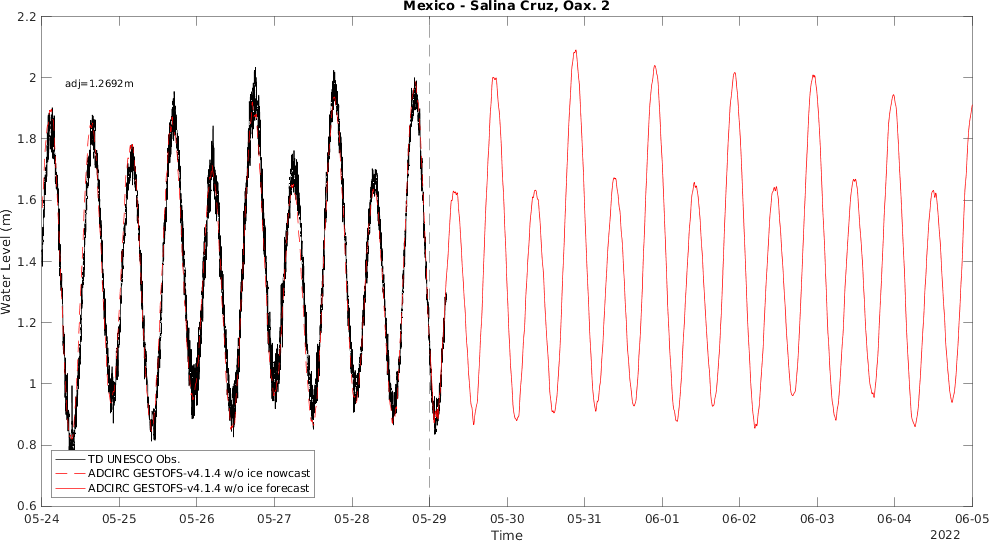 Mexico - Salina Cruz, Oax. 2
2.2
2
1.8
1.6
1.4
1.2
1
0.8
0.6
Water Level (m)
adj=1.2692m
TD UNESCO Obs.
ADCIRC GESTOFS-v4.1.4 w/o ice nowcast
ADCIRC GESTOFS-v4.1.4 w/o ice forecast
05-24 05-25 05-26 05-27 05-28 05-29 05-30 05-31 06-01 06-02 06-03 06-04 06-05
Time
2022